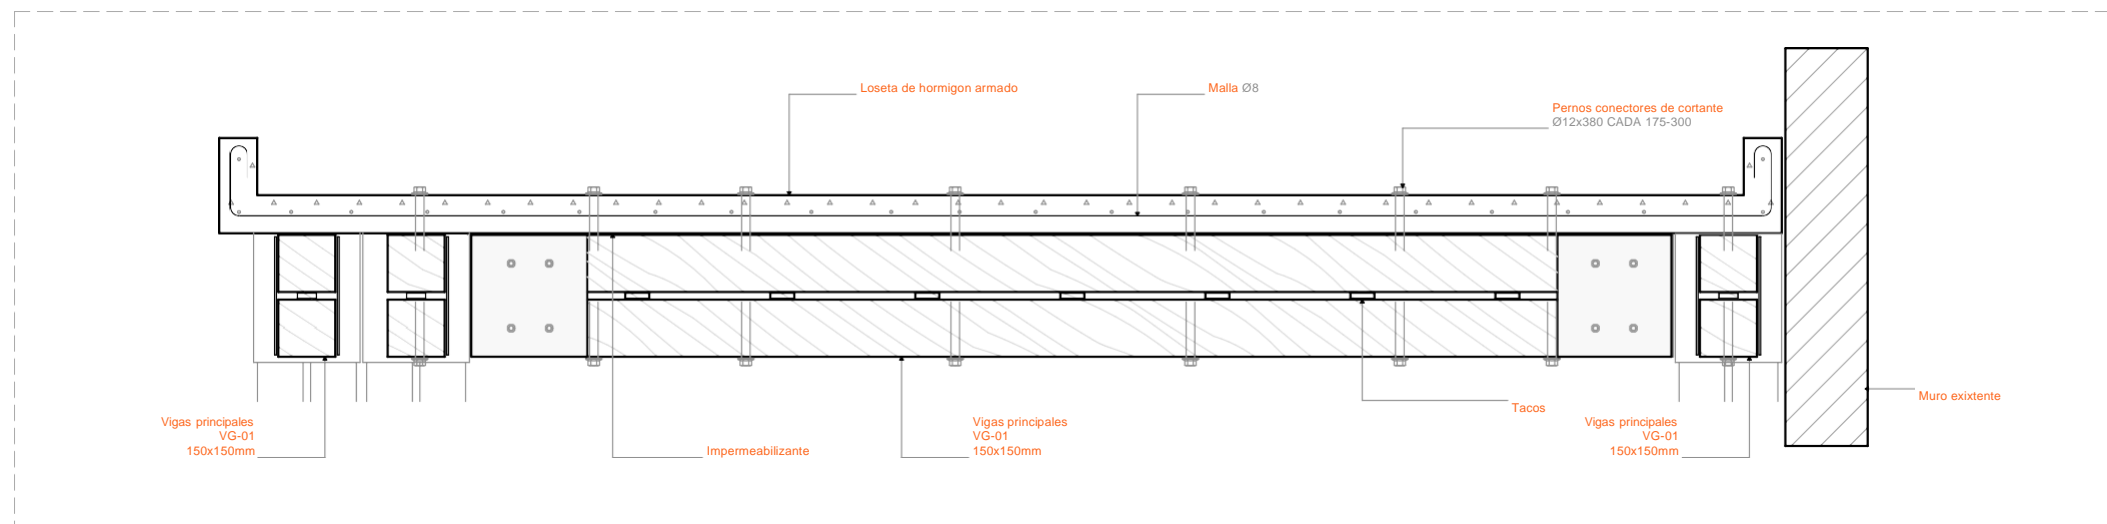 Loseta de hormigon armado
Malla Ø8
Pernos conectores de cortante
Ø12x380 CADA 175-300
Vigas principales
VG-01
150x150mm
Impermeabilizante
Vigas principales
VG-01
150x150mm
Tacos
Vigas principales
VG-01
150x150mm
Muro exixtente